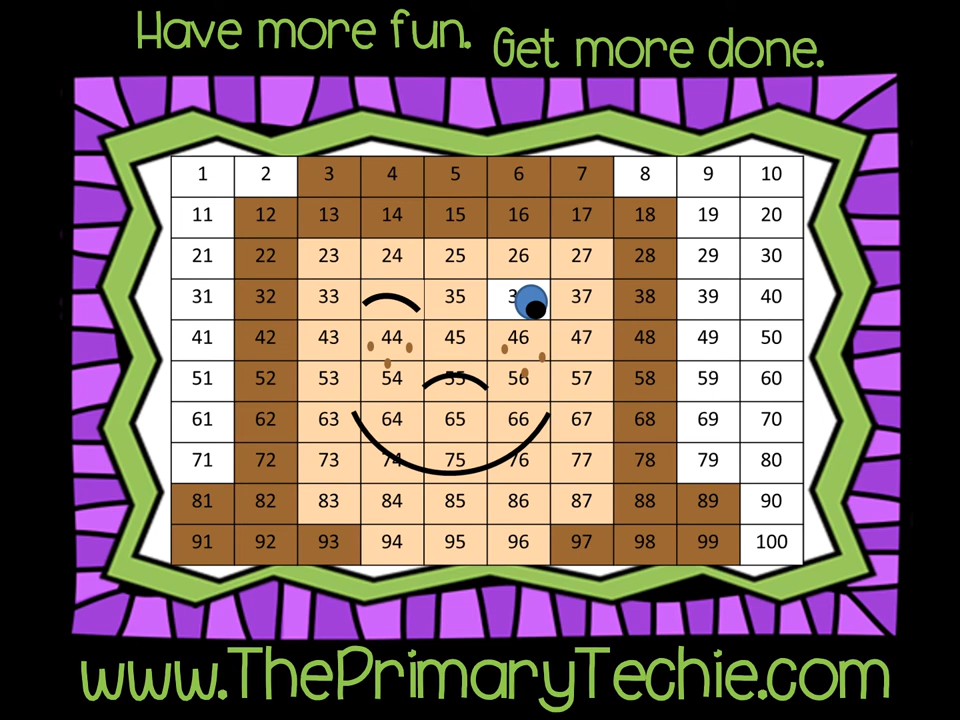 Have more fun. Get more done.
1 2 3 4 5 6 7 8 9 10
11 12 13 14 15 16 17 18 19 20
21 22 23 24 25 26 27 28 29 30
31 32 33 35 37 38 39 40
41 42 43 44 45 46 47 48 49 50
51 52 53 54 55 56 57 58 59 60
61 62 63 64 65 66 67 68 69 70
71 72 73 74 75 76 77 78 79 80
81 82 83 84 85 86 87 88 89 90
91 92 93 94 95 96 97 98 99 100
www.ThePrimaryTechie.com